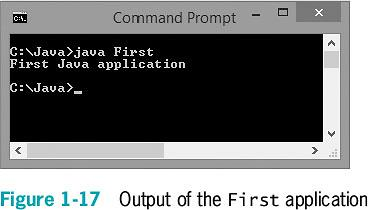 Command Prompt
C:\Java>java First
First Java application
C:\Java>_
Figure 1-17 Output of the First application